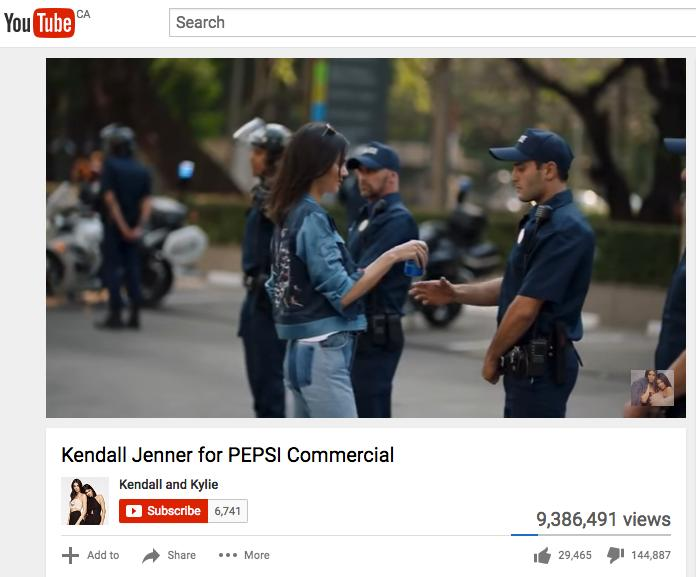 YouTube CA
Search
Kendall Jenner for PEPSI Commercial
Kendall and Kylie
Subscribe 6,741
9,386,491 views
Add to Share More 29,465 144,887